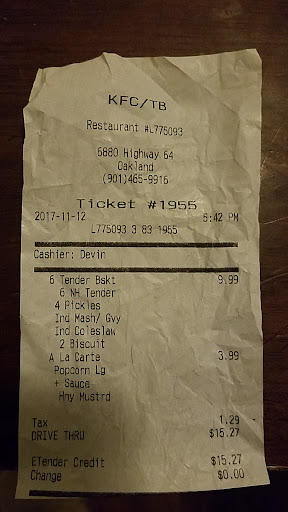 KFC/TB
Restaurant #L775093
6880 Highway 64
Oakland
(901)465-9916
Ticket #1955
2017-11-12 6:42 PM
L775093 3 83 1955
Cashier: Devin
6 Tender Bskt 9.99
6 NH Tender
4 Pickles
Ind Mash/ Gvy
Ind Coleslaw
2 Biscuit
A La Carte 3.99
Popcorn Lg
+ Sauce
Hny Mustrd
Tax 1.29
DRIVE THRU $15.27
ETender Credit $15.27
Change $0.00